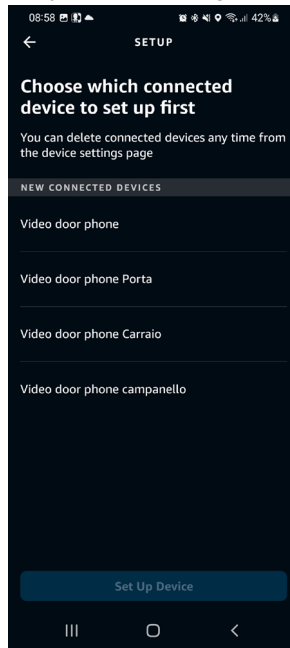 08:58 42%
SETUP
Choose which connected
device to set up first
You can delete connected devices any time from
the device settings page
NEW CONNECTED DEVICES
Video door phone
Video door phone Porta
Video door phone Carraio
Video door phone campanello
Set Up Device